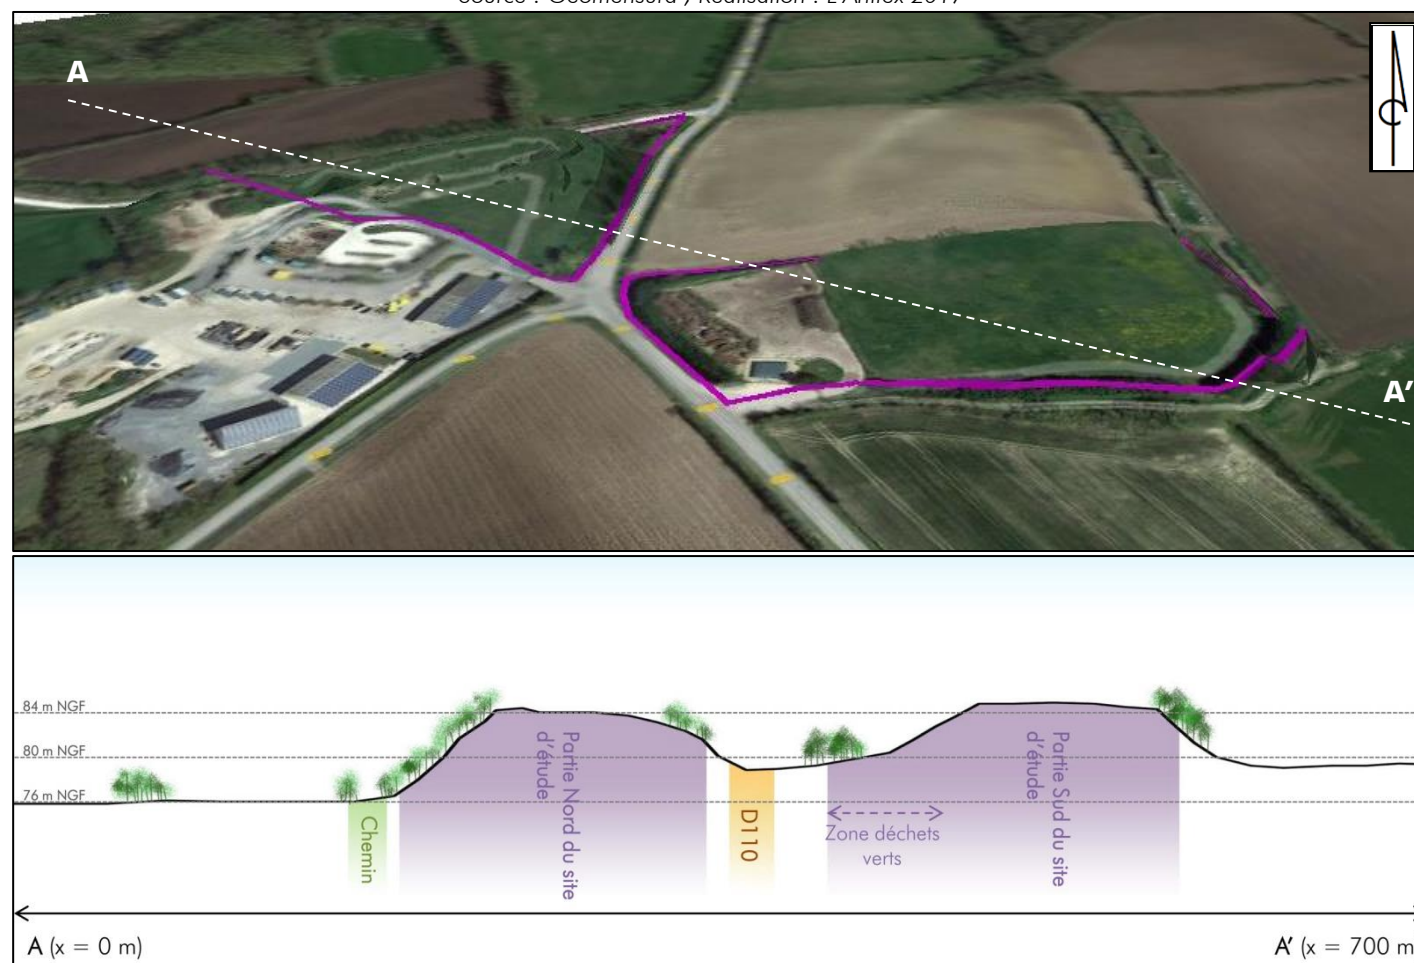 A
A'
84 m NGF
80 m NGF
76 m NGF
Chemin
Partie Nord du site
d'étude
D110
Zone déchets
verts
Partie Sud du site
d'étude
A (x = 0 m)
A' (x = 700 m